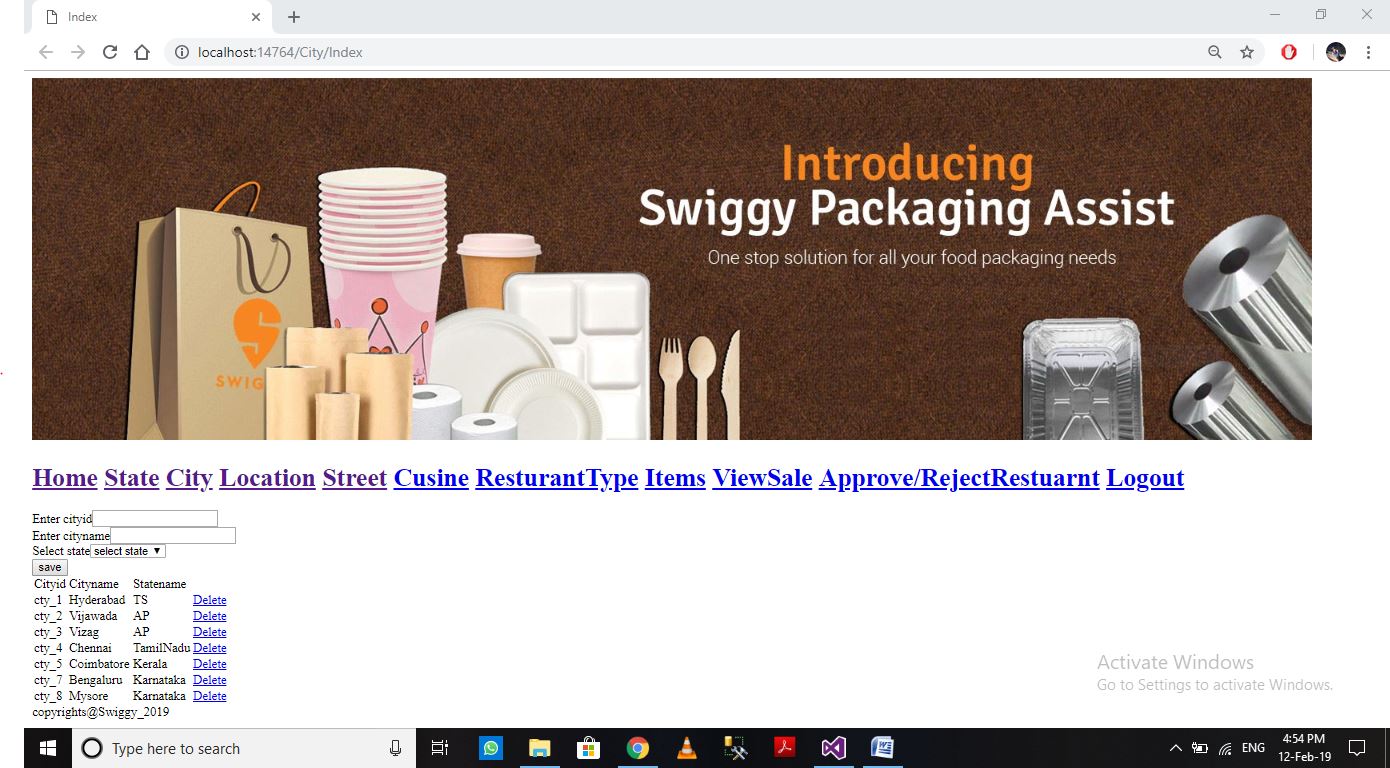 Index
localhost:14764/City/Index
Introducing
Swiggy Packaging Assist
One stop solution for all your food packaging needs
SWIG
Home State City Location Street Cusine ResturantType Items ViewSale Approve/RejectRestuarnt Logout
Enter cityid
Enter cityname
Select state select state
save
Cityid Cityname Statename
cty_1 Hyderabad TS Delete
cty_2 Vijawada AP Delete
cty_3 Vizag AP Delete
cty_4 Chennai TamilNadu Delete
cty_5 Coimbatore Kerala Delete
cty_7 Bengaluru Karnataka Delete
cty_8 Mysore Karnataka Delete
copyrights@Swiggy_2019
Activate Windows
Go to Settings to activate Windows.
Type here to search
ENG
4:54 PM
12-Feb-19